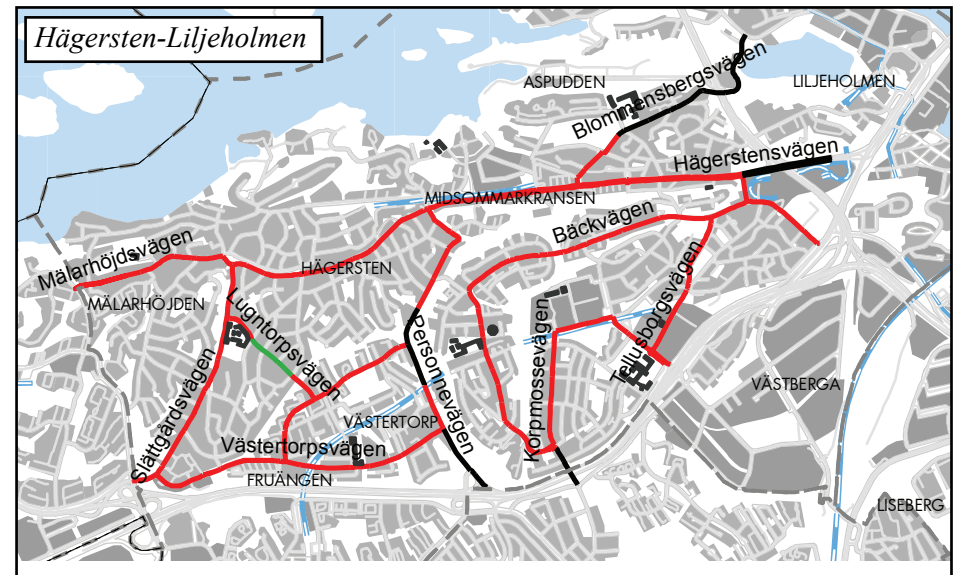 Hägersten-Liljeholmen
ASPUDDEN
LILJEHOLMEN
Blommensbergsvägen
Hägerstensvägen
MIDSOMMARKRANSEN
Bäckvägen
Mälarhöjdsvägen
HÄGERSTEN
MÄLARHÖJDEN
Lugntorpsvägen
Tellusborgsvägen
Personnevägen
Korpmossevägen
Slättgårdsvägen
VÄSTBERGA
VÄSTERTORP
Västertorpsvägen
FRUÄNGEN
LISEBERG